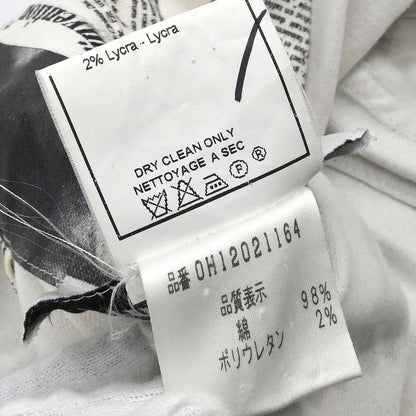 2% Lycra - Lycra
DRY CLEAN ONLY
NETTOYAGE A SEC
P R
品番 OH12021164
品質表示
綿 98%
ポリウレタン 2%